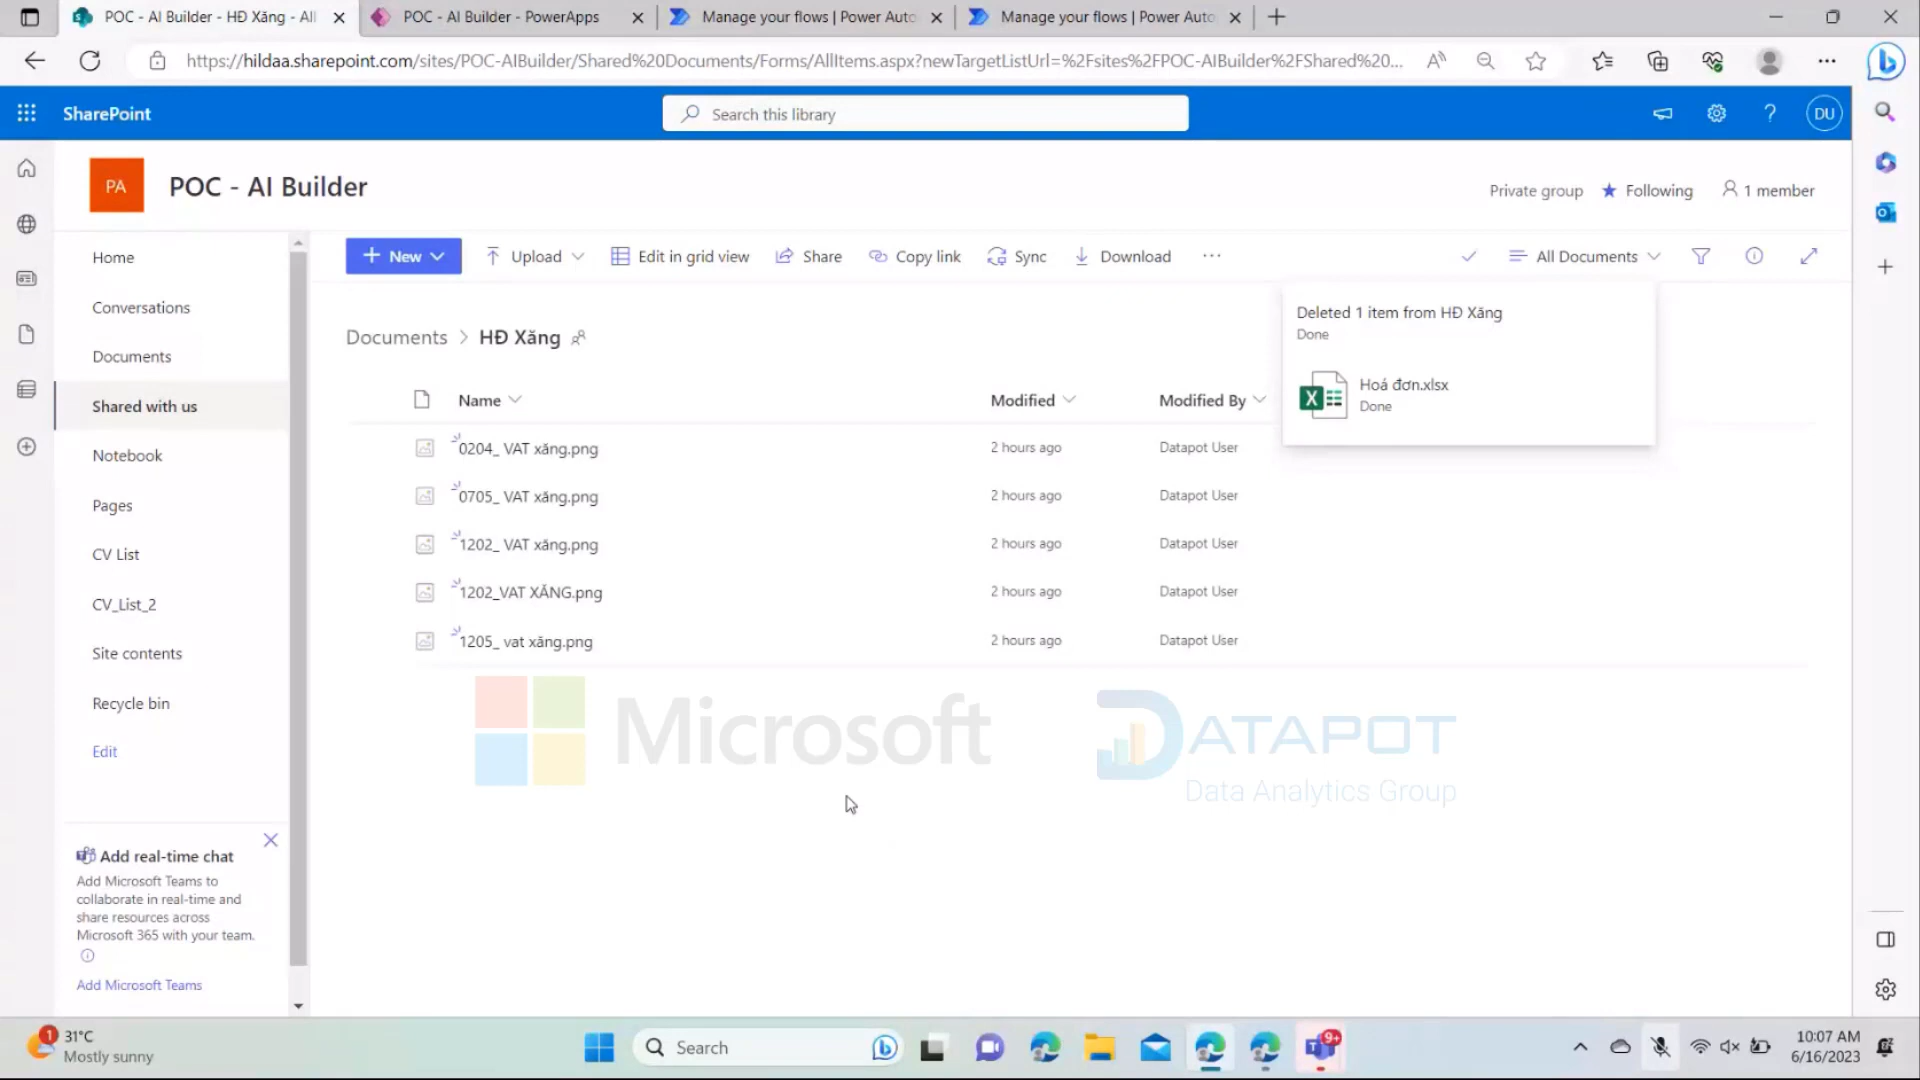 POC - AI Builder - HĐ Xăng - All
POC - AI Builder - PowerApps
Manage your flows | Power Auto
Manage your flows | Power Auto
https://hildaa.sharepoint.com/sites/POC-AIBuilder/Shared%20Documents/Forms/AllItems.aspx?newTargetListUrl=%2Fsites%2FPOC-AIBuilder%2FShared%20...
SharePoint
Search this library
DU
PA
POC - AI Builder
Private group
Following
1 member
Home
Conversations
Documents
Shared with us
Notebook
Pages
CV List
CV_List_2
Site contents
Recycle bin
Edit
New
Upload
Edit in grid view
Share
Copy link
Sync
Download
All Documents
Documents > HĐ Xăng
Deleted 1 item from HĐ Xăng
Done
Hoá đơn.xlsx
Done
Name
Modified
Modified By
0204_ VAT xăng.png
2 hours ago
Datapot User
0705_ VAT xăng.png
2 hours ago
Datapot User
1202_ VAT xăng.png
2 hours ago
Datapot User
1202_VAT XĂNG.png
2 hours ago
Datapot User
1205_ vat xăng.png
2 hours ago
Datapot User
Microsoft
DATAPOT
Data Analytics Group
Add real-time chat
Add Microsoft Teams to
collaborate in real-time and
share resources across
Microsoft 365 with your team.
Add Microsoft Teams
1
31°C
Mostly sunny
Search
9+
10:07 AM
6/16/2023